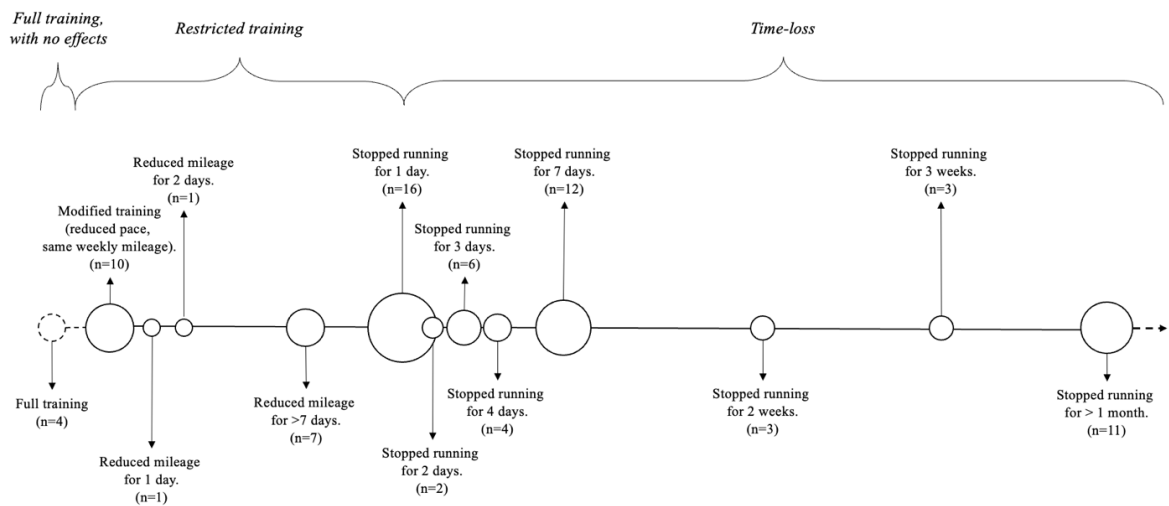 Full training,
with no effects
Restricted training
Time-loss
Reduced mileage
for 2 days.
(n=1)
Stopped running
for 1 day.
(n=16)
Stopped running
for 7 days.
(n=12)
Stopped running
for 3 weeks.
(n=3)
Modified training
(reduced pace,
same weekly mileage).
(n=10)
Stopped running
for 3 days.
(n=6)
Full training
(n=4)
Reduced mileage
for 1 day.
(n=1)
Reduced mileage
for >7 days.
(n=7)
Stopped running
for 2 days.
(n=2)
Stopped running
for 4 days.
(n=4)
Stopped running
for 2 weeks.
(n=3)
Stopped running
for > 1 month.
(n=11)